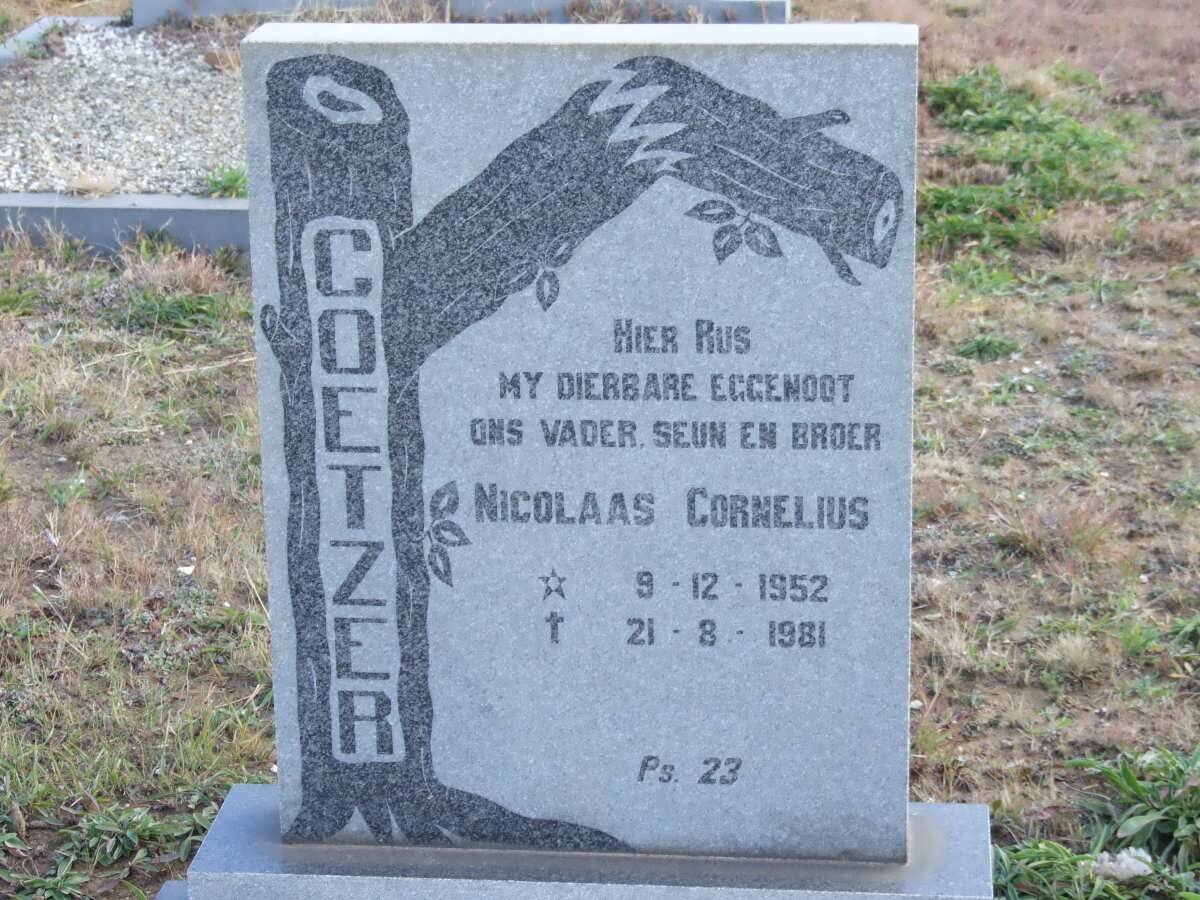 COETZER
HIER RUS
MY DIERBARE EGGENOOT
ONS VADER, SEUN EN BROER
NICOLAAS CORNELIUS
☆ 9 - 12 - 1952
† 21 - 8 - 1981
Ps. 23